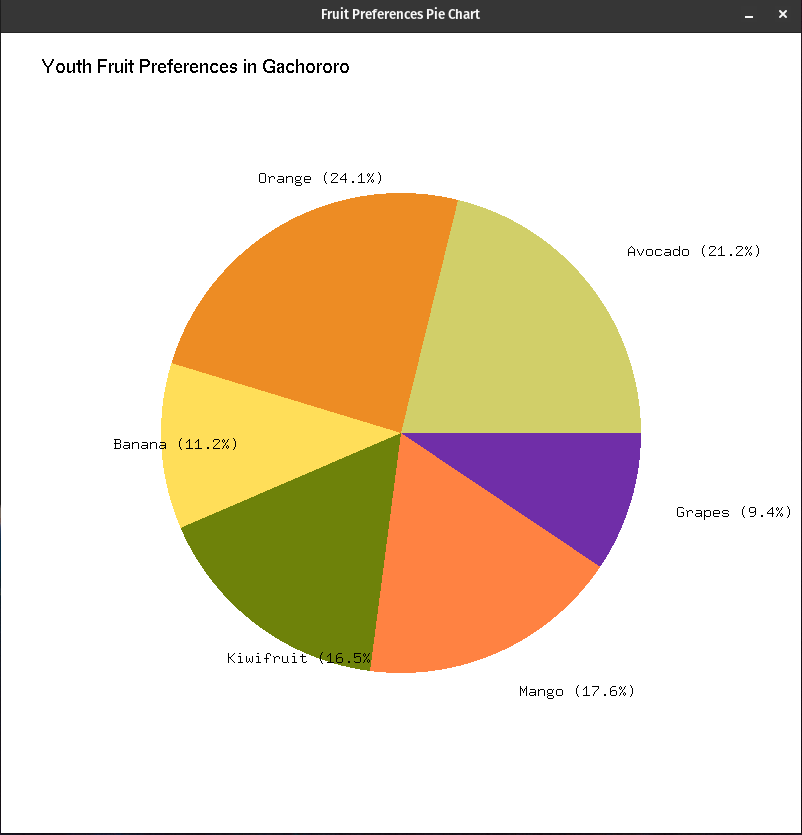 Fruit Preferences Pie Chart
Youth Fruit Preferences in Gachororo
Orange (24.1%)
Avocado (21.2%)
Banana (11.2%)
Grapes (9.4%)
Kiwifruit (16.5%
Mango (17.6%)